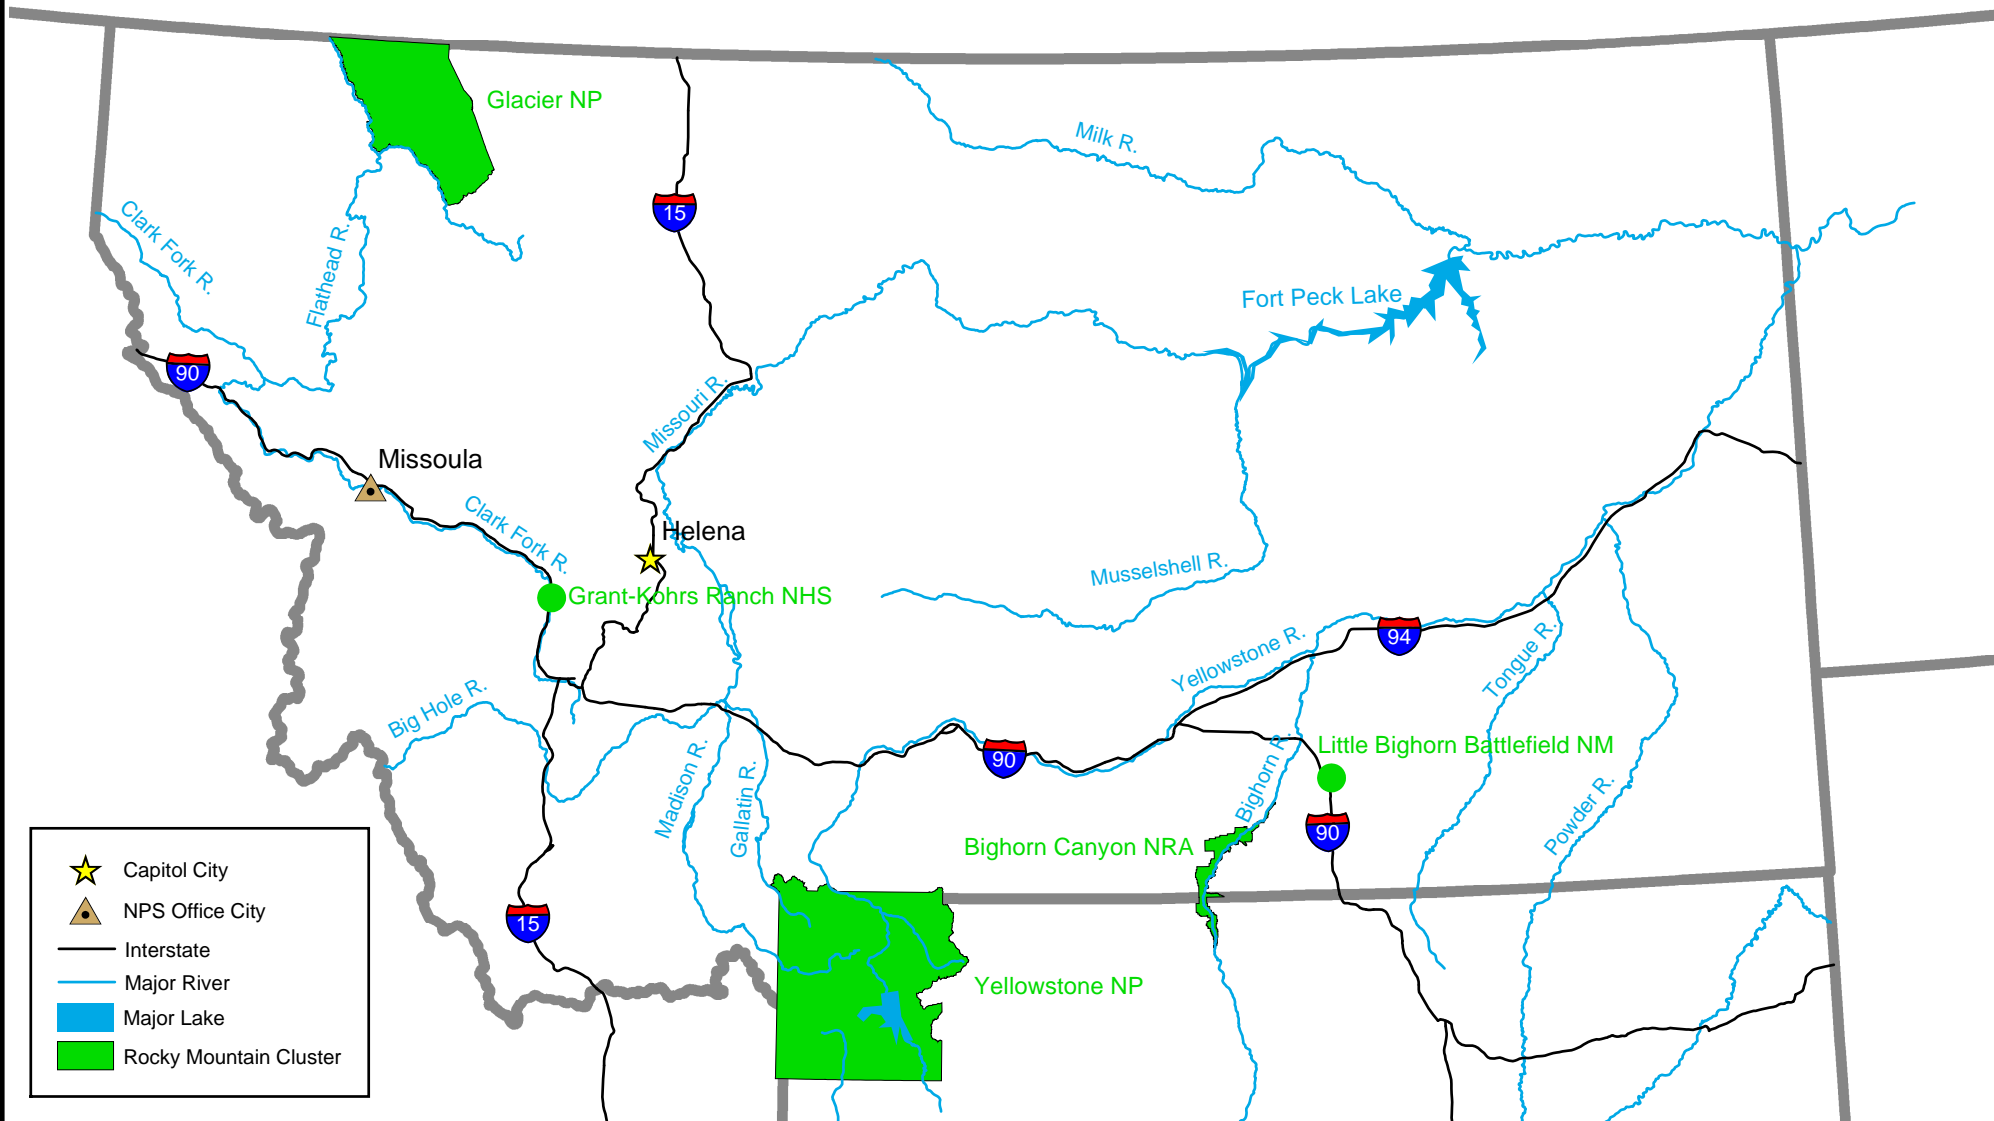 Glacier NP
Milk R.
Clark Fork R.
15
Flathead R.
Fort Peck Lake
90
Missouri R.
Missoula
Clark Fork R.
Helena
Musselshell R.
Grant-Kohrs Ranch NHS
94
Yellowstone R.
Tongue R.
Big Hole R.
Little Bighorn Battlefield NM
90
Madison R.
Gallatin R.
Bighorn R.
Powder R.
90
Bighorn Canyon NRA
15
Yellowstone NP
Capitol City
NPS Office City
Interstate
Major River
Major Lake
Rocky Mountain Cluster